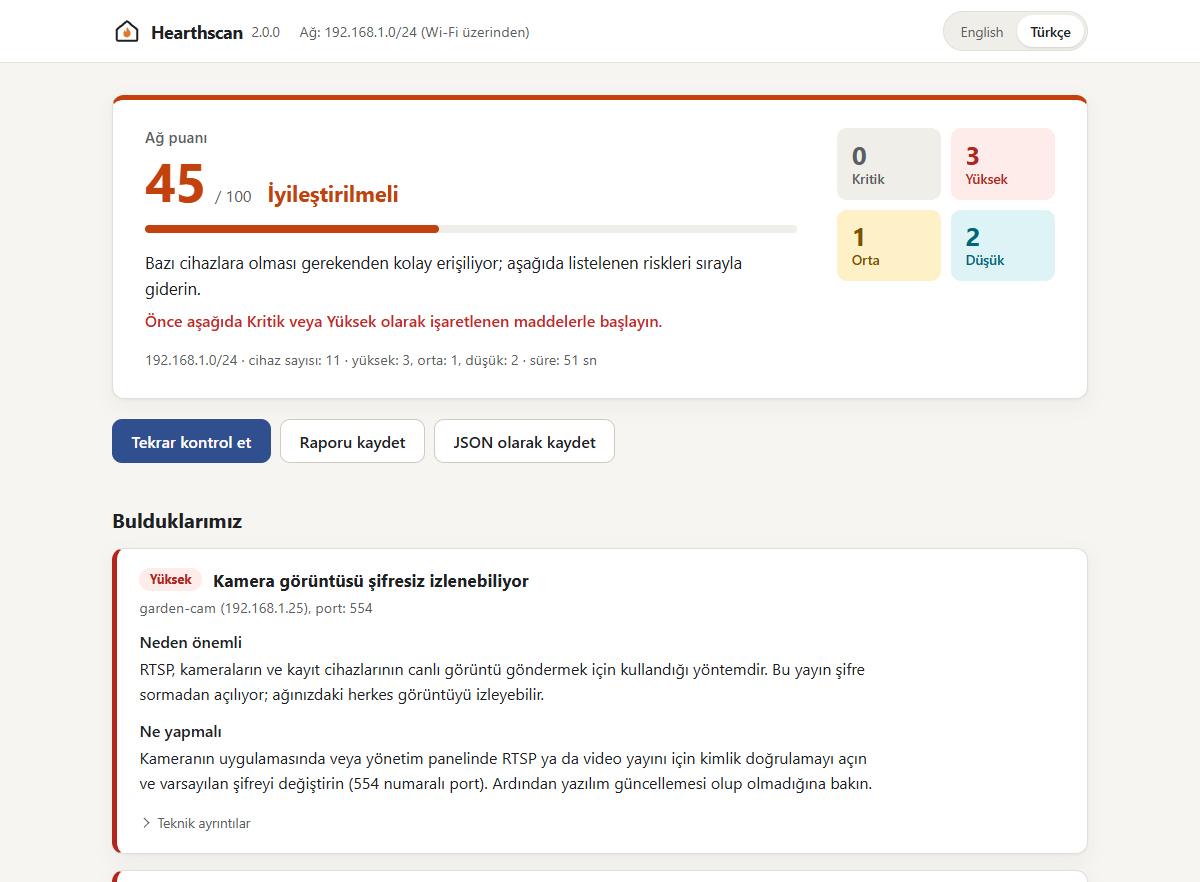 Hearthscan 2.0.0 Ağ: 192.168.1.0/24 (Wi-Fi üzerinden) English Türkçe
Ağ puanı
45 / 100 İyileştirilmeli
Bazı cihazlara olması gerekenden kolay erişiliyor; aşağıda listelenen riskleri sırayla
giderin.
Önce aşağıda Kritik veya Yüksek olarak işaretlenen maddelerle başlayın.
192.168.1.0/24 · cihaz sayısı: 11 · yüksek: 3, orta: 1, düşük: 2 · süre: 51 sn
0
Kritik
3
Yüksek
1
Orta
2
Düşük
Tekrar kontrol et Raporu kaydet JSON olarak kaydet
Bulduklarımız
Yüksek Kamera görüntüsü şifresiz izlenebiliyor
garden-cam (192.168.1.25), port: 554
Neden önemli
RTSP, kameraların ve kayıt cihazlarının canlı görüntü göndermek için kullandığı yöntemdir. Bu yayın şifre
sormadan açılıyor; ağınızdaki herkes görüntüyü izleyebilir.
Ne yapmalı
Kameranın uygulamasında veya yönetim panelinde RTSP ya da video yayını için kimlik doğrulamayı açın
ve varsayılan şifreyi değiştirin (554 numaralı port). Ardından yazılım güncellemesi olup olmadığına bakın.
Teknik ayrıntılar